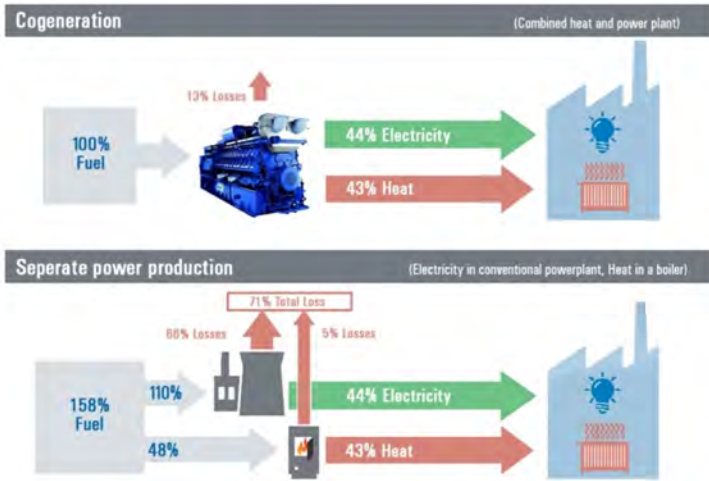 Cogeneration
(Combined heat and power plant)
13% Losses
100%
Fuel
44% Electricity
43% Heat
Seperate power production
(Electricity in conventional powerplant, Heat in a boiler)
71% Total Loss
66% Losses
5% Losses
158%
Fuel
110%
48%
44% Electricity
43% Heat